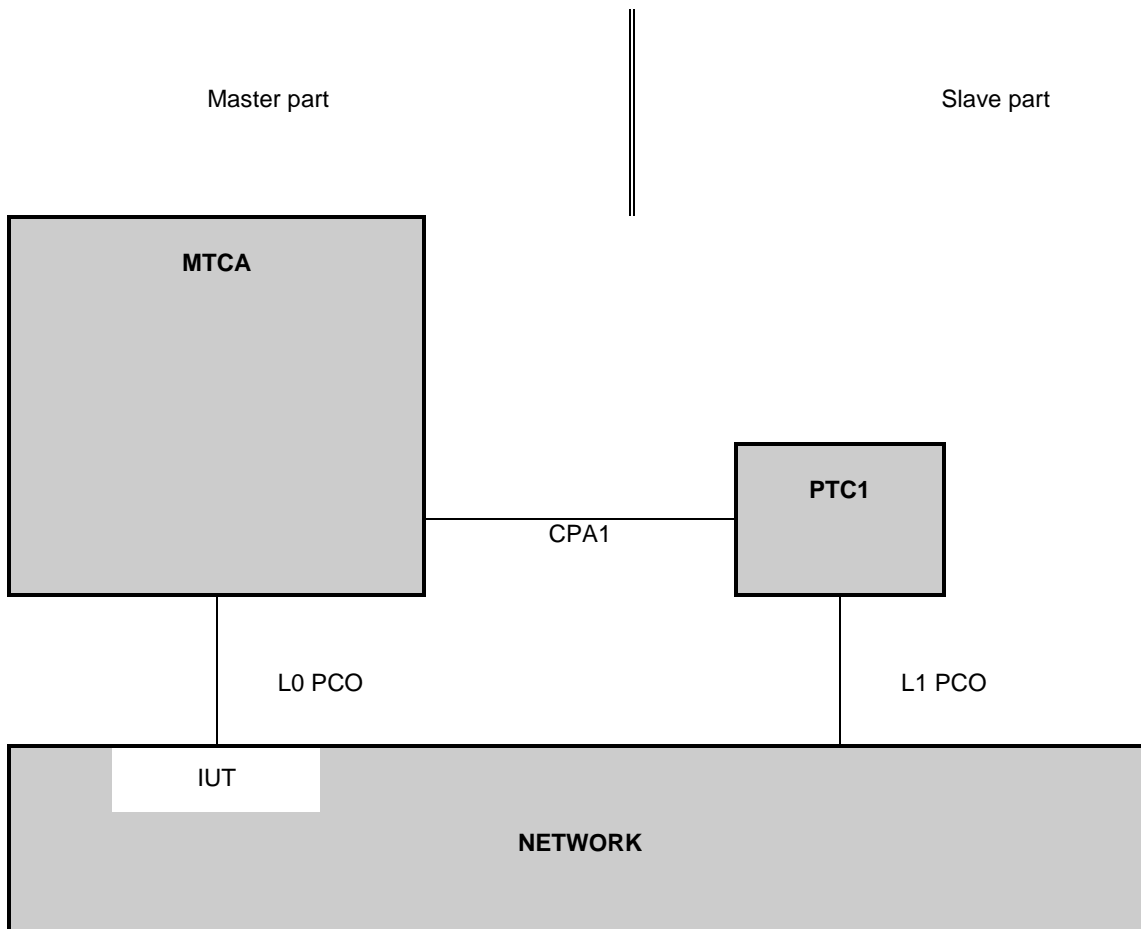 Master part
Slave part
MTCA
PTC1
CPA1
L0 PCO
L1 PCO
IUT
NETWORK